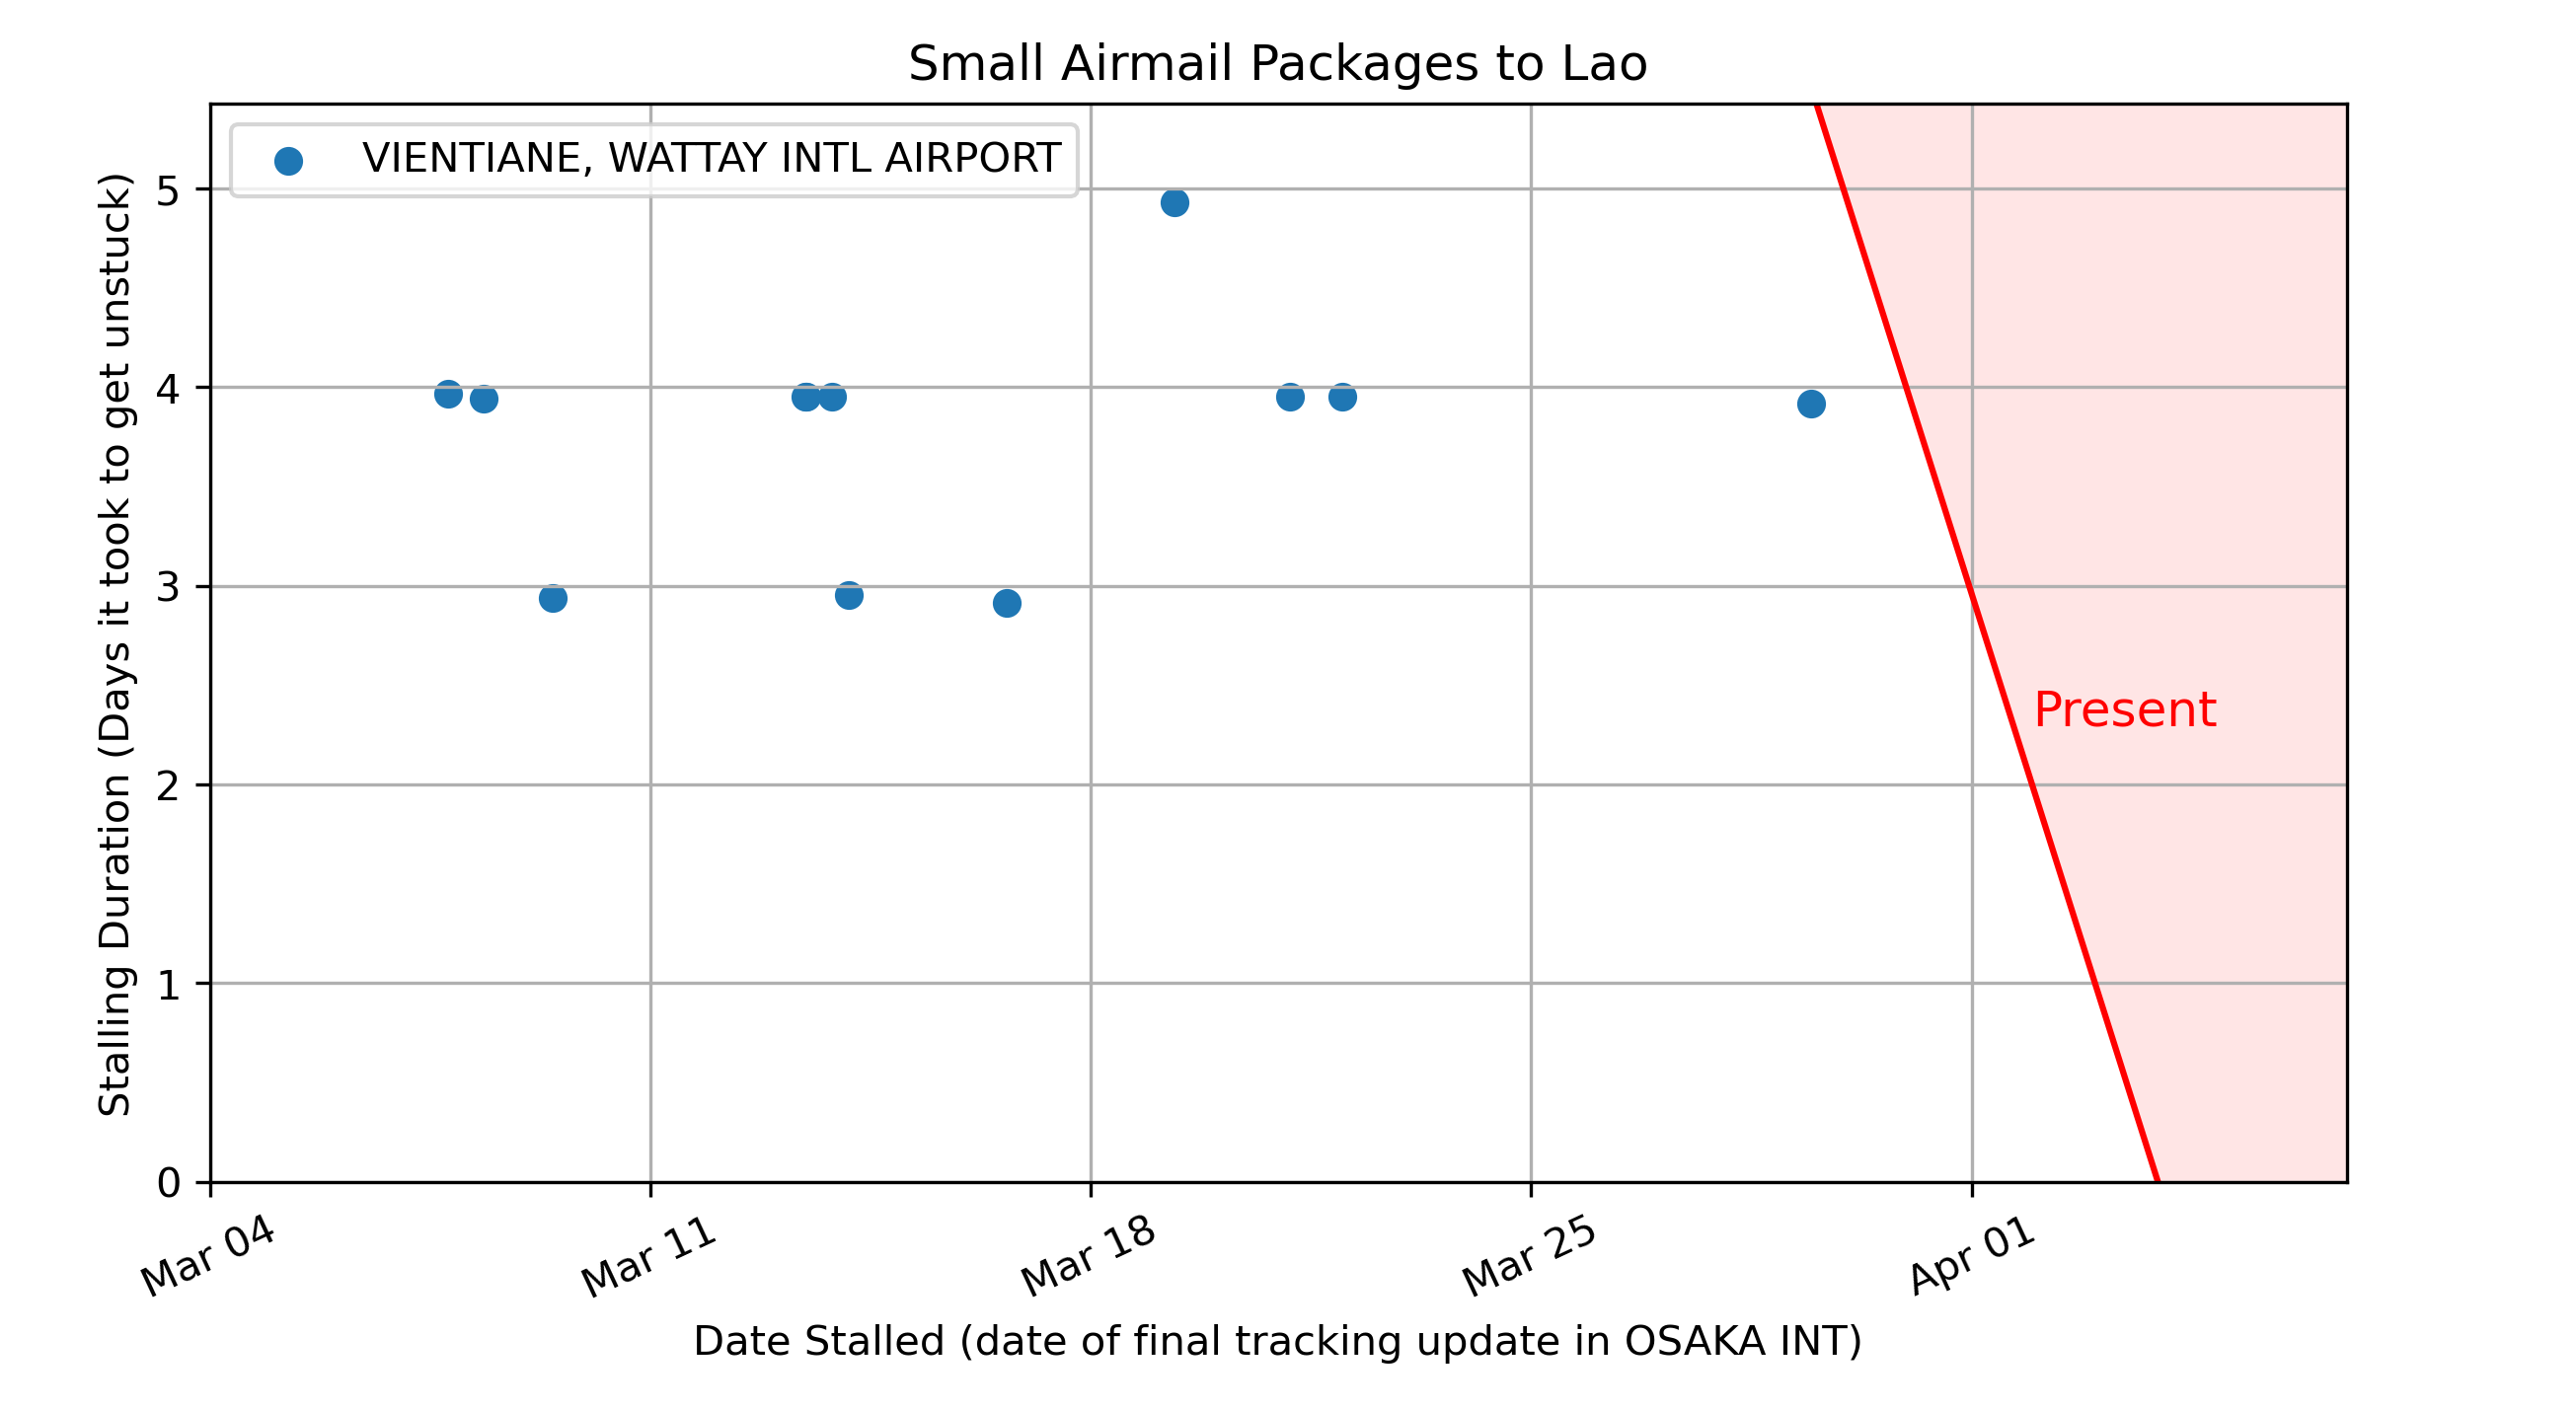 Small Airmail Packages to Lao
VIENTIANE, WATTAY INTL AIRPORT
Stalling Duration (Days it took to get unstuck)
5
4
3
2
1
0
Present
Mar 04
Mar 11
Mar 18
Mar 25
Apr 01
Date Stalled (date of final tracking update in OSAKA INT)